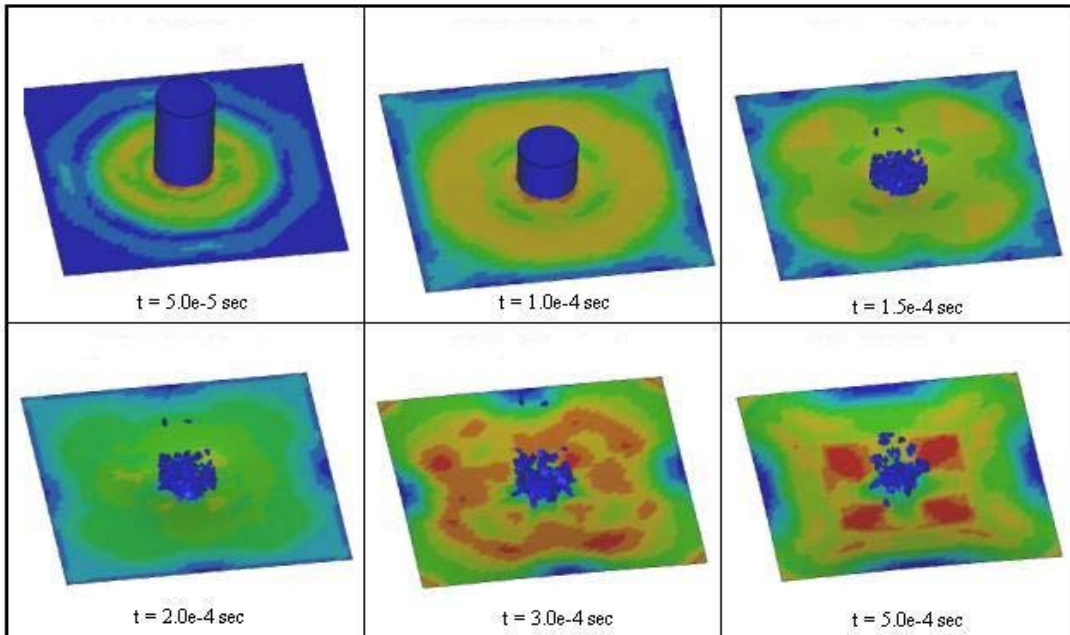 t = 5.0e-5 sec
t = 1.0e-4 sec
t = 1.5e-4 sec
t = 2.0e-4 sec
t = 3.0e-4 sec
t = 5.0e-4 sec